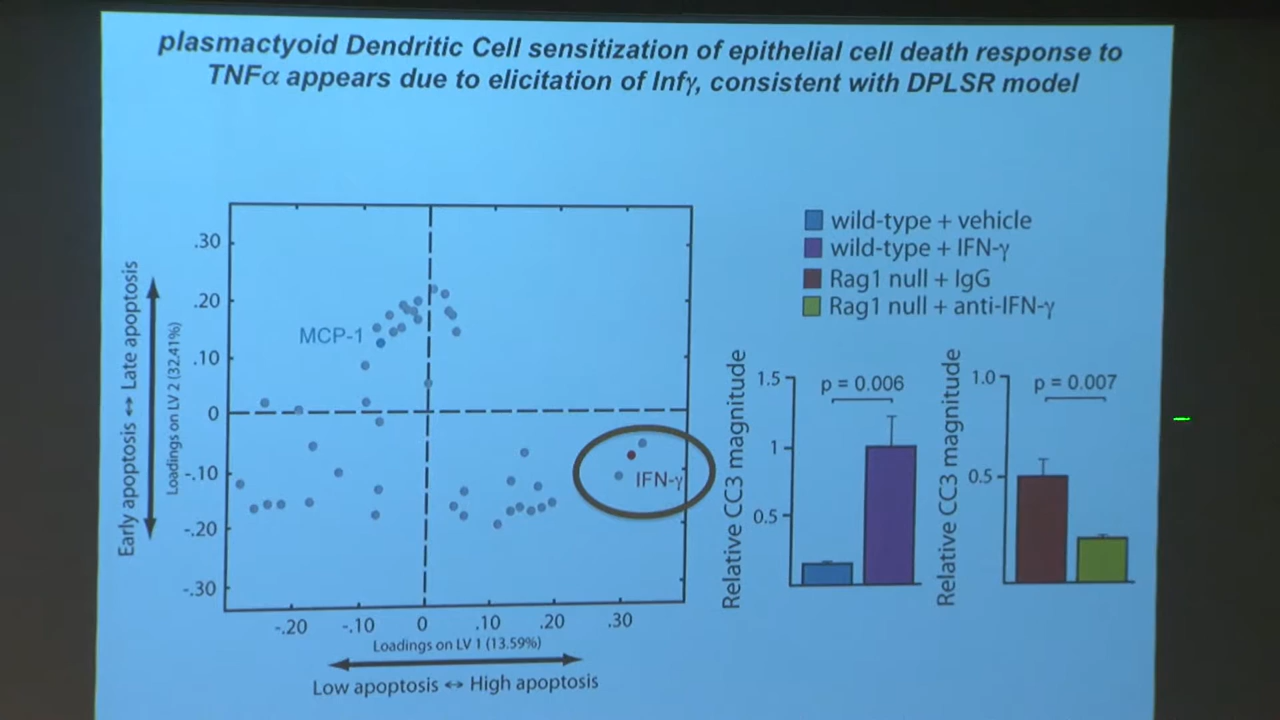 plasmactyoid Dendritic Cell sensitization of epithelial cell death response to
TNFα appears due to elicitation of Infγ, consistent with DPLSR model
Early apoptosis ↔ Late apoptosis
Loadings on LV 2 (32.41%)
.30
.20
.10
0
-.10
-.20
-.30
MCP-1
IFN-γ
-.20 -.10 0 .10 .20 .30
Loadings on LV 1 (13.59%)
Low apoptosis ↔ High apoptosis
wild-type + vehicle
wild-type + IFN-γ
Rag1 null + IgG
Rag1 null + anti-IFN-γ
Relative CC3 magnitude
1.5
1
0.5
p = 0.006
Relative CC3 magnitude
1.0
0.5
p = 0.007